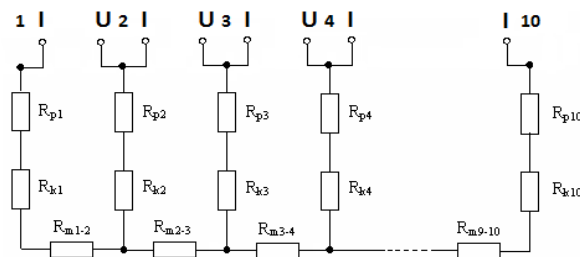 1 I U 2 I U 3 I U 4 I I 10
Rp1 Rp2 Rp3 Rp4 Rp10
Rk1 Rk2 Rk3 Rk4 Rk10
Rm1-2 Rm2-3 Rm3-4 Rm9-10